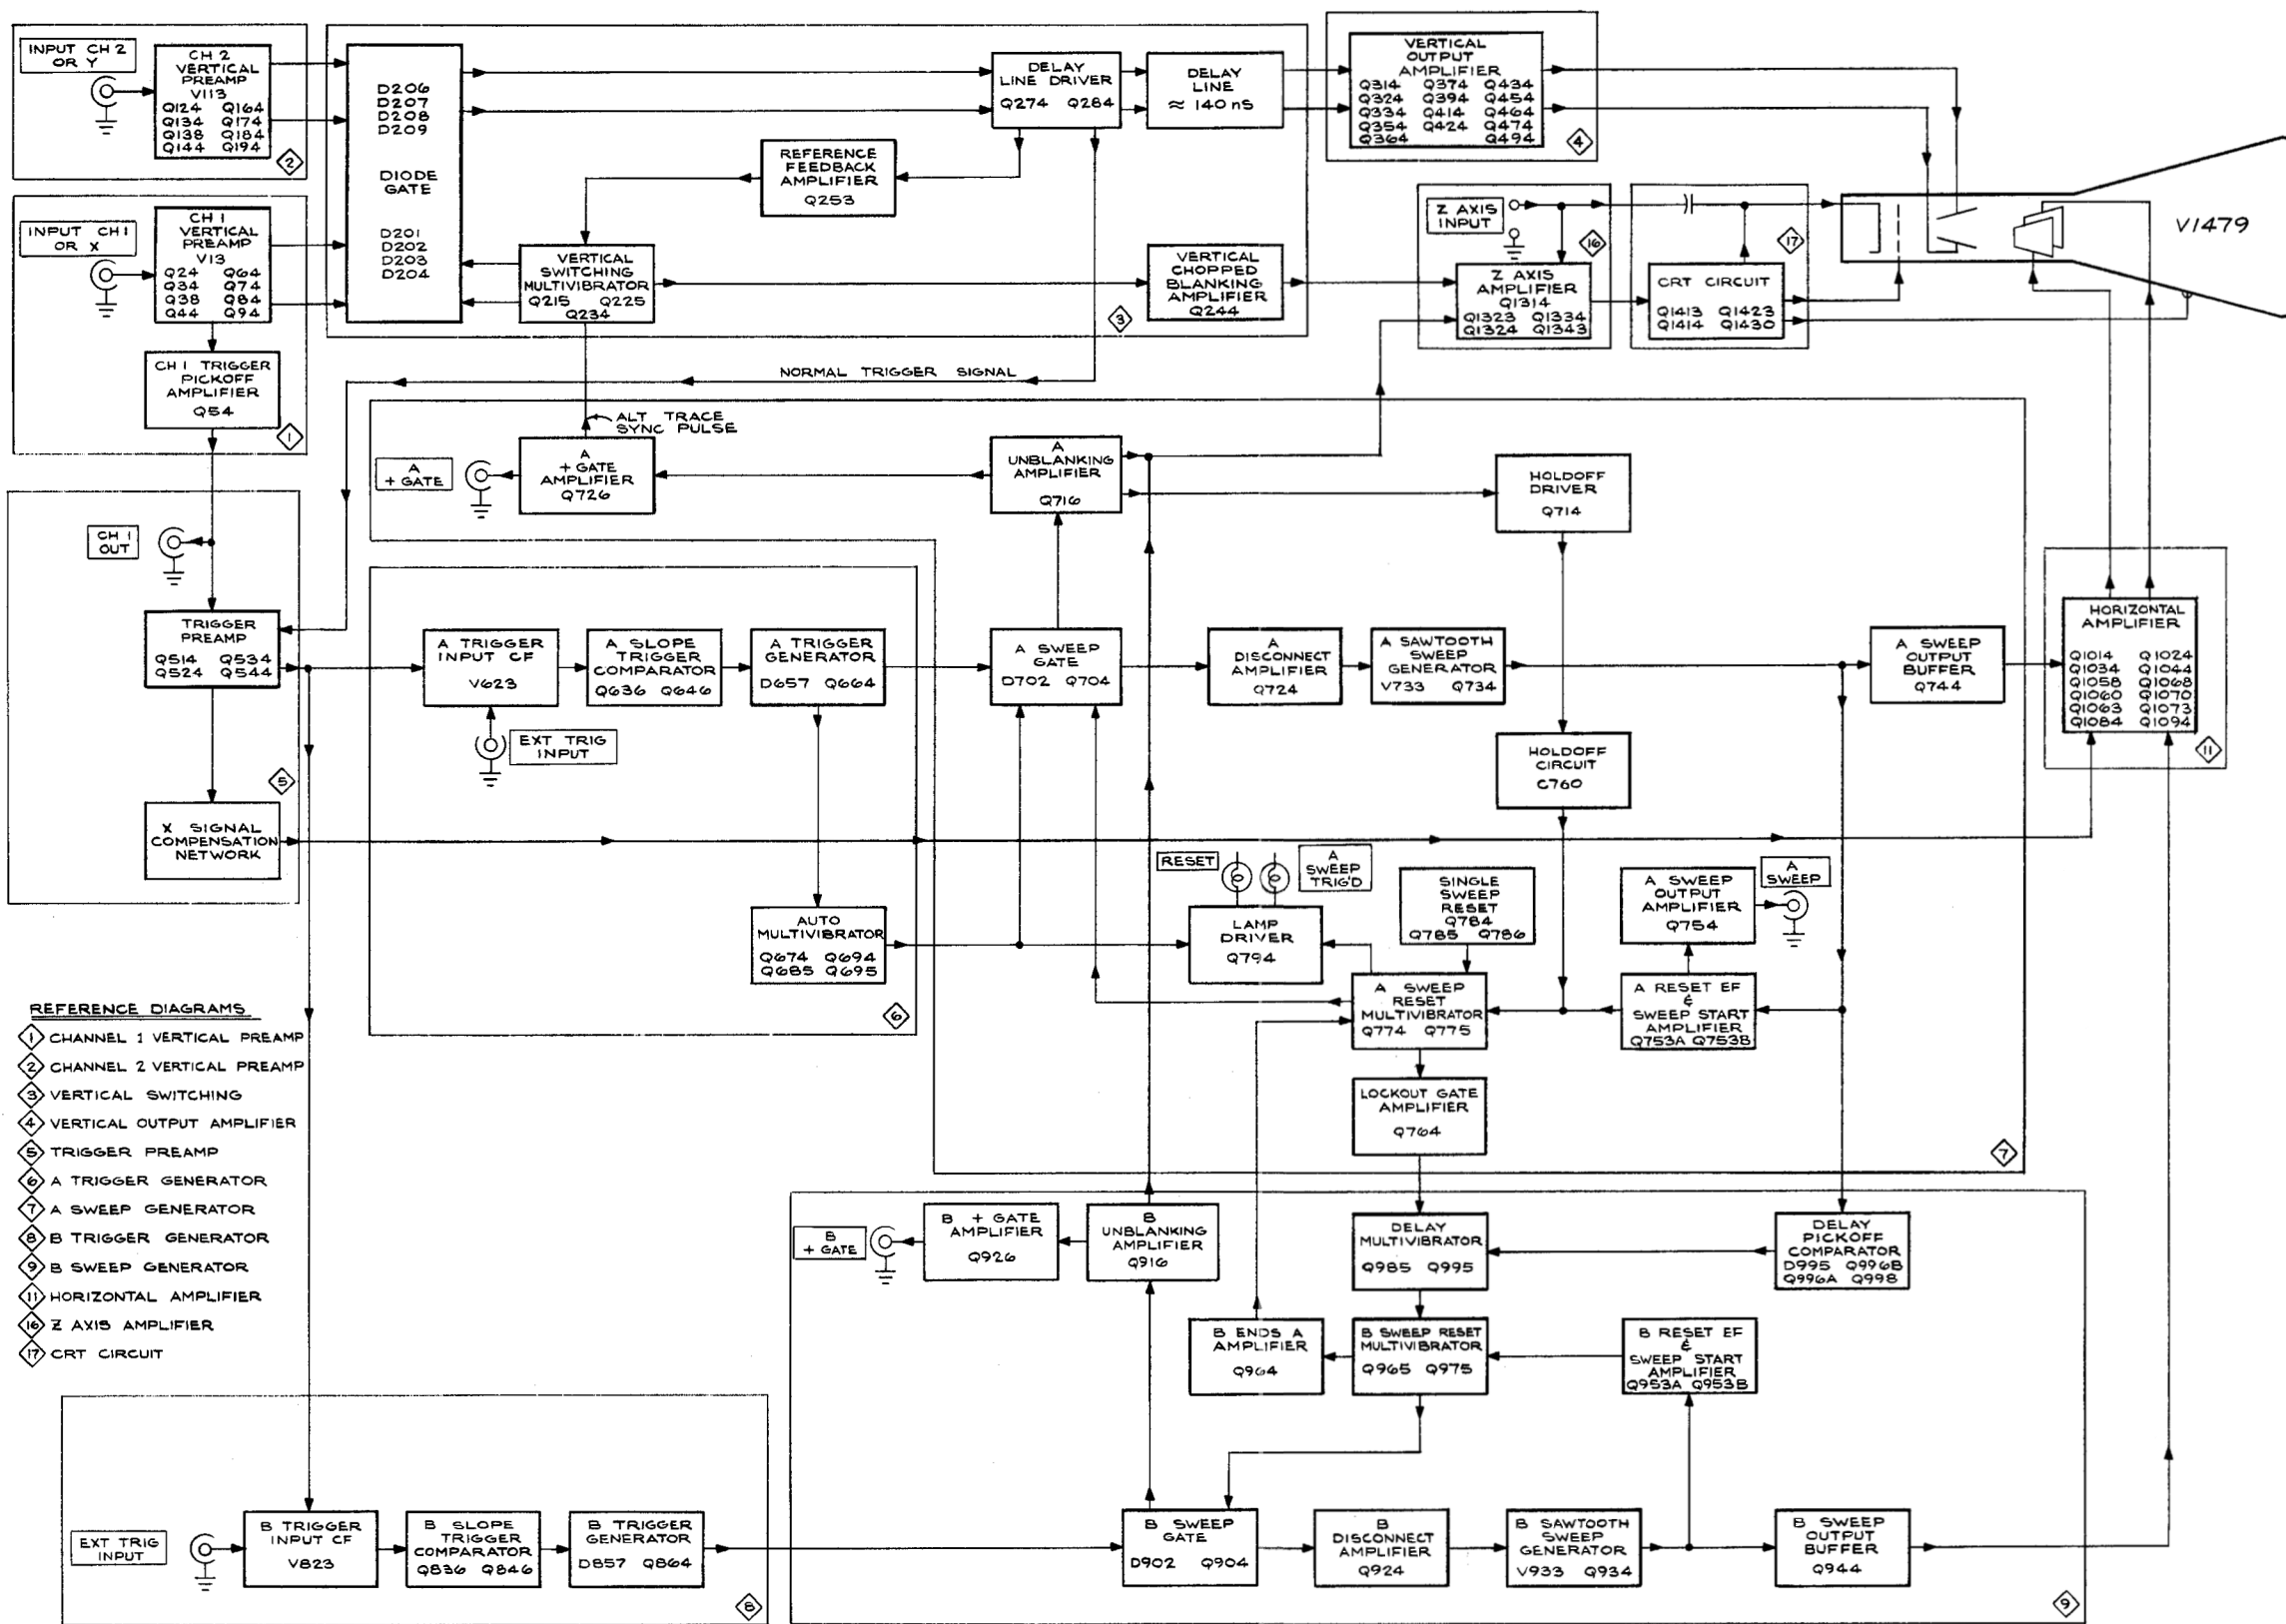 INPUT CH 2
OR Y
CH 2
VERTICAL
PREAMP
V113
Q124 Q164
Q134 Q174
Q138 Q184
Q144 Q194
2
INPUT CH 1
OR X
CH 1
VERTICAL
PREAMP
V13
Q24 Q64
Q34 Q74
Q38 Q84
Q44 Q94
CH 1 TRIGGER
PICKOFF
AMPLIFIER
Q54
1
D206
D207
D208
D209
DIODE
GATE
D201
D202
D203
D204
DELAY
LINE DRIVER
Q274 Q284
DELAY
LINE
≈ 140 nS
REFERENCE
FEEDBACK
AMPLIFIER
Q253
VERTICAL
SWITCHING
MULTIVIBRATOR
Q215 Q225
Q234
VERTICAL
CHOPPED
BLANKING
AMPLIFIER
Q244
3
VERTICAL
OUTPUT
AMPLIFIER
Q314 Q374 Q434
Q324 Q394 Q454
Q334 Q414 Q464
Q354 Q424 Q474
Q364 Q494
4
Z AXIS
INPUT
16
Z AXIS
AMPLIFIER
Q1314
Q1323 Q1334
Q1324 Q1343
17
CRT CIRCUIT
Q1413 Q1423
Q1414 Q1430
V1479
NORMAL TRIGGER SIGNAL
ALT TRACE
SYNC PULSE
A
+ GATE
A
+ GATE
AMPLIFIER
Q726
A
UNBLANKING
AMPLIFIER
Q716
HOLDOFF
DRIVER
Q714
CH 1
OUT
TRIGGER
PREAMP
Q514 Q534
Q524 Q544
5
X SIGNAL
COMPENSATION
NETWORK
A TRIGGER
INPUT CF
V623
EXT TRIG
INPUT
A SLOPE
TRIGGER
COMPARATOR
Q636 Q646
A TRIGGER
GENERATOR
D657 Q664
AUTO
MULTIVIBRATOR
Q674 Q694
Q685 Q695
6
A SWEEP
GATE
D702 Q704
A
DISCONNECT
AMPLIFIER
Q724
A SAWTOOTH
SWEEP
GENERATOR
V733 Q734
A SWEEP
OUTPUT
BUFFER
Q744
HORIZONTAL
AMPLIFIER
Q1014 Q1024
Q1034 Q1044
Q1058 Q1068
Q1060 Q1070
Q1063 Q1073
Q1084 Q1094
11
HOLDOFF
CIRCUIT
C760
RESET
A
SWEEP
TRIG'D
LAMP
DRIVER
Q794
SINGLE
SWEEP
RESET
Q784
Q785 Q786
A SWEEP
OUTPUT
AMPLIFIER
Q754
A
SWEEP
A SWEEP
RESET
MULTIVIBRATOR
Q774 Q775
A RESET EF
&
SWEEP START
AMPLIFIER
Q753A Q753B
LOCKOUT GATE
AMPLIFIER
Q764
7
REFERENCE DIAGRAMS
1 CHANNEL 1 VERTICAL PREAMP
2 CHANNEL 2 VERTICAL PREAMP
3 VERTICAL SWITCHING
4 VERTICAL OUTPUT AMPLIFIER
5 TRIGGER PREAMP
6 A TRIGGER GENERATOR
7 A SWEEP GENERATOR
8 B TRIGGER GENERATOR
9 B SWEEP GENERATOR
11 HORIZONTAL AMPLIFIER
16 Z AXIS AMPLIFIER
17 CRT CIRCUIT
B
+ GATE
B + GATE
AMPLIFIER
Q926
B
UNBLANKING
AMPLIFIER
Q916
DELAY
MULTIVIBRATOR
Q985 Q995
DELAY
PICKOFF
COMPARATOR
D995 Q996B
Q996A Q998
B ENDS A
AMPLIFIER
Q964
B SWEEP RESET
MULTIVIBRATOR
Q965 Q975
B RESET EF
&
SWEEP START
AMPLIFIER
Q953A Q953B
EXT TRIG
INPUT
B TRIGGER
INPUT CF
V823
B SLOPE
TRIGGER
COMPARATOR
Q836 Q846
B TRIGGER
GENERATOR
D857 Q864
8
B SWEEP
GATE
D902 Q904
B
DISCONNECT
AMPLIFIER
Q924
B SAWTOOTH
SWEEP
GENERATOR
V933 Q934
B SWEEP
OUTPUT
BUFFER
Q944
9